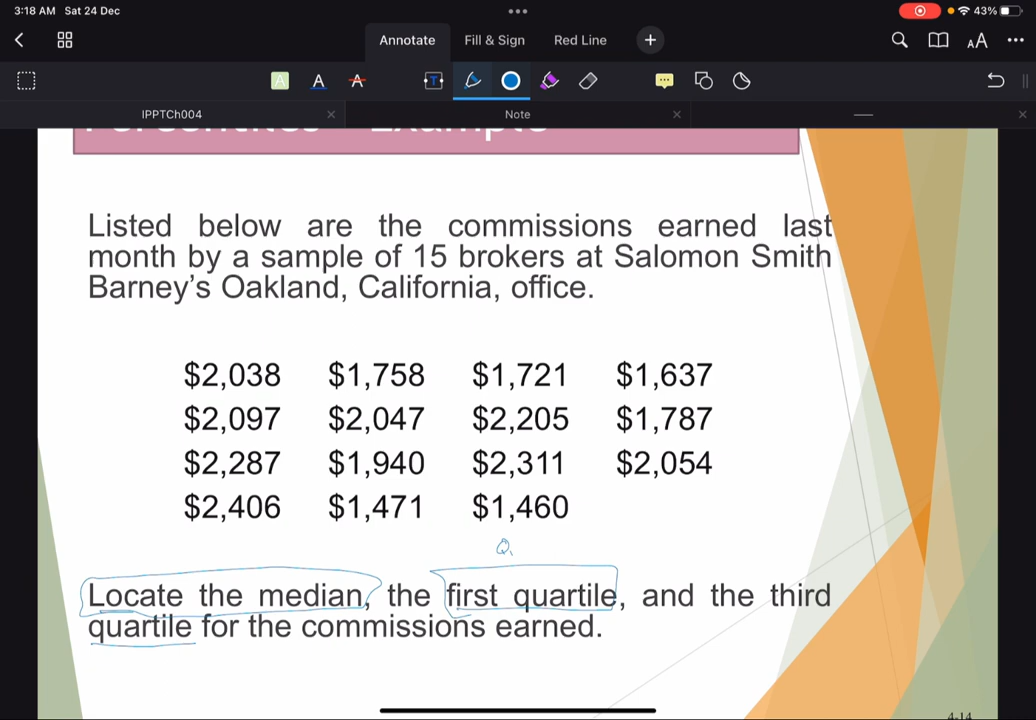 3:18 AM Sat 24 Dec
43%
Annotate Fill & Sign Red Line
AA
A A A T
IPPTCh004 Note
Listed below are the commissions earned last
month by a sample of 15 brokers at Salomon Smith
Barney’s Oakland, California, office.
$2,038 $1,758 $1,721 $1,637
$2,097 $2,047 $2,205 $1,787
$2,287 $1,940 $2,311 $2,054
$2,406 $1,471 $1,460
Q1
Locate the median, the first quartile, and the third
quartile for the commissions earned.
4-14